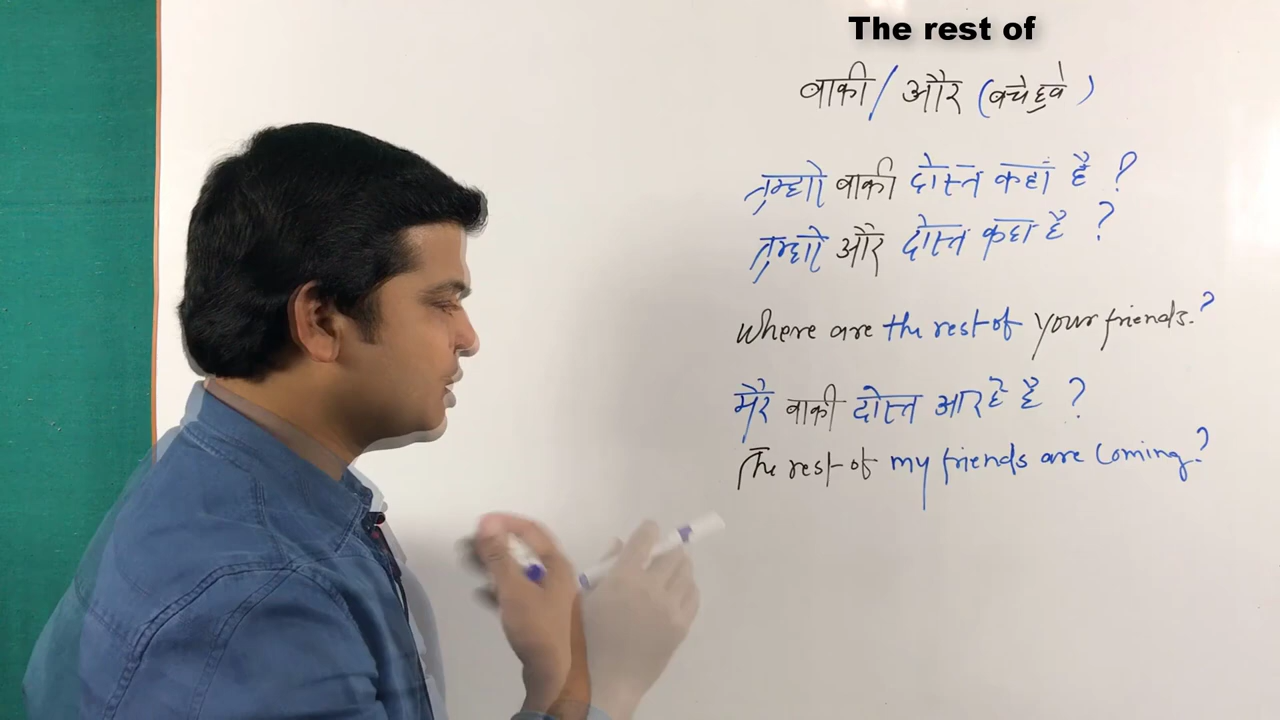 The rest of
बाकी / और (बचे हुवे)
तुम्हारे बाकी दोस्त कहाँ है ?
तुम्हारे और दोस्त कहा है ?
Where are the rest of your friends.?
मेरे बाकी दोस्त आ रहे है ?
The rest of my friends are coming.?